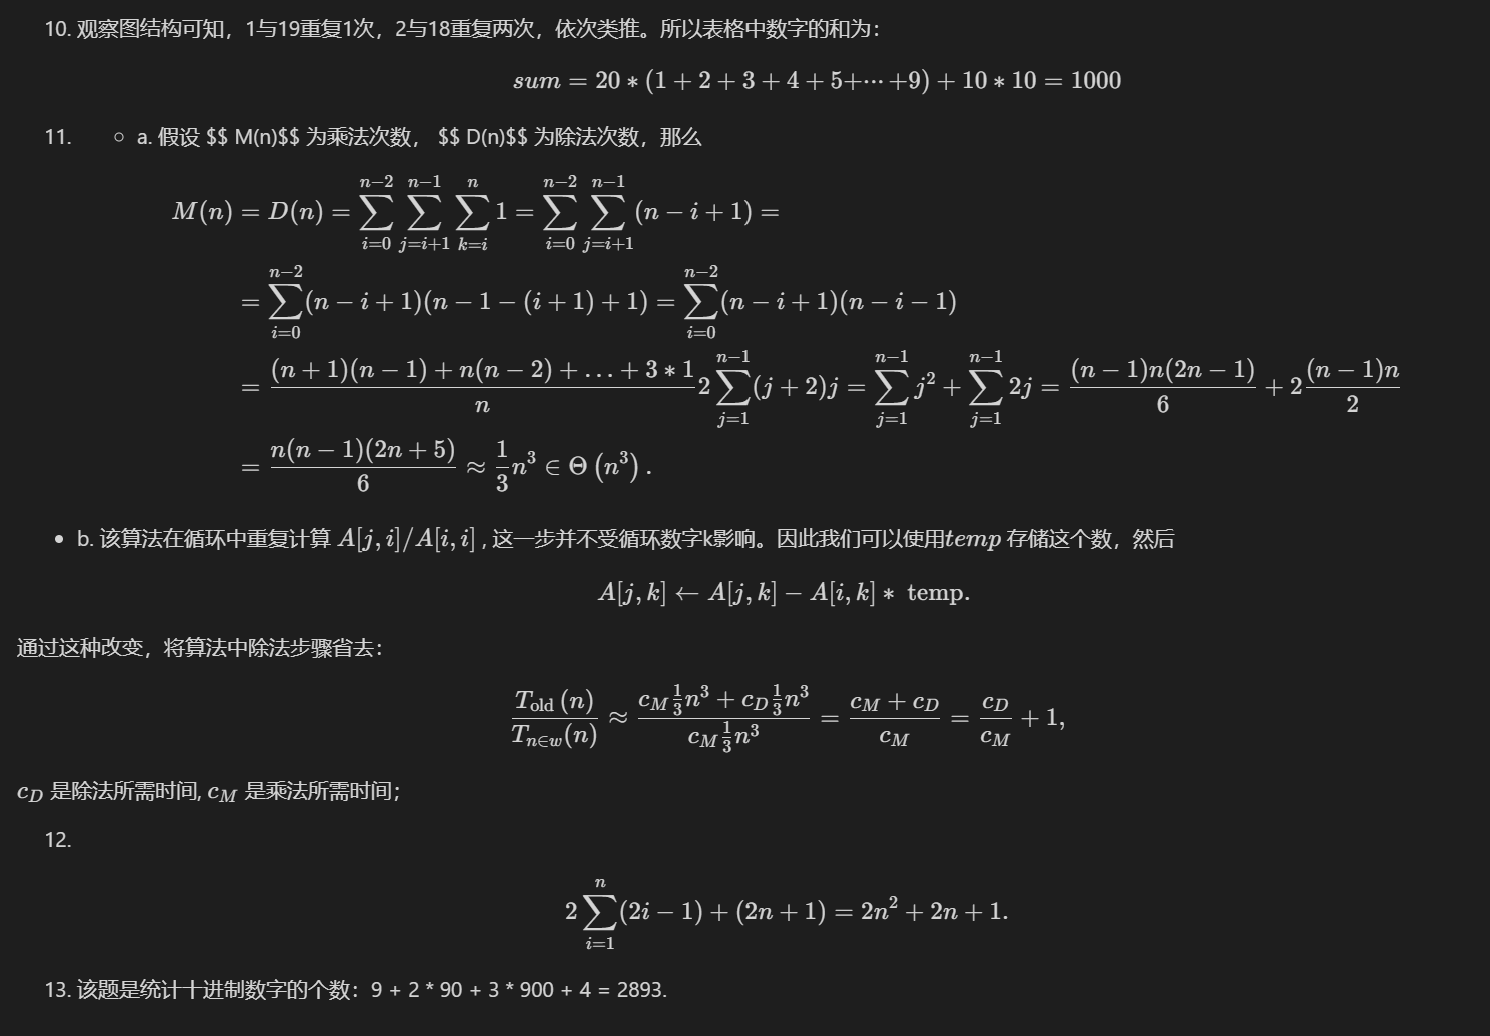 10. 观察图结构可知，1与19重复1次，2与18重复两次，依次类推。所以表格中数字的和为：
$sum = 20 * (1 + 2 + 3 + 4 + 5 + \cdots + 9) + 10 * 10 = 1000$
11. ○ a. 假设 $$ M(n)$$ 为乘法次数， $$ D(n)$$ 为除法次数，那么
$M(n) = D(n) = \sum_{i=0}^{n-2} \sum_{j=i+1}^{n-1} \sum_{k=i}^{n} 1 = \sum_{i=0}^{n-2} \sum_{j=i+1}^{n-1} (n - i + 1) =$
$= \sum_{i=0}^{n-2} (n - i + 1)(n - 1 - (i + 1) + 1) = \sum_{i=0}^{n-2} (n - i + 1)(n - i - 1)$
$= \frac{(n + 1)(n - 1) + n(n - 2) + \ldots + 3 * 1}{n} 2 \sum_{j=1}^{n-1} (j + 2)j = \sum_{j=1}^{n-1} j^2 + \sum_{j=1}^{n-1} 2j = \frac{(n - 1)n(2n - 1)}{6} + 2\frac{(n - 1)n}{2}$
$= \frac{n(n - 1)(2n + 5)}{6} \approx \frac{1}{3} n^3 \in \Theta\left(n^3\right).$
• b. 该算法在循环中重复计算 $A[j, i]/A[i, i]$ , 这一步并不受循环数字k影响。因此我们可以使用$temp$ 存储这个数，然后
$A[j, k] \leftarrow A[j, k] - A[i, k] * \text{ temp.}$
通过这种改变，将算法中除法步骤省去：
$\frac{T_{\text{old}}(n)}{T_{n \in w}(n)} \approx \frac{c_M \frac{1}{3} n^3 + c_D \frac{1}{3} n^3}{c_M \frac{1}{3} n^3} = \frac{c_M + c_D}{c_M} = \frac{c_D}{c_M} + 1,$
$c_D$ 是除法所需时间, $c_M$ 是乘法所需时间；
12.
$2 \sum_{i=1}^{n} (2i - 1) + (2n + 1) = 2n^2 + 2n + 1.$
13. 该题是统计十进制数字的个数：9 + 2 * 90 + 3 * 900 + 4 = 2893.